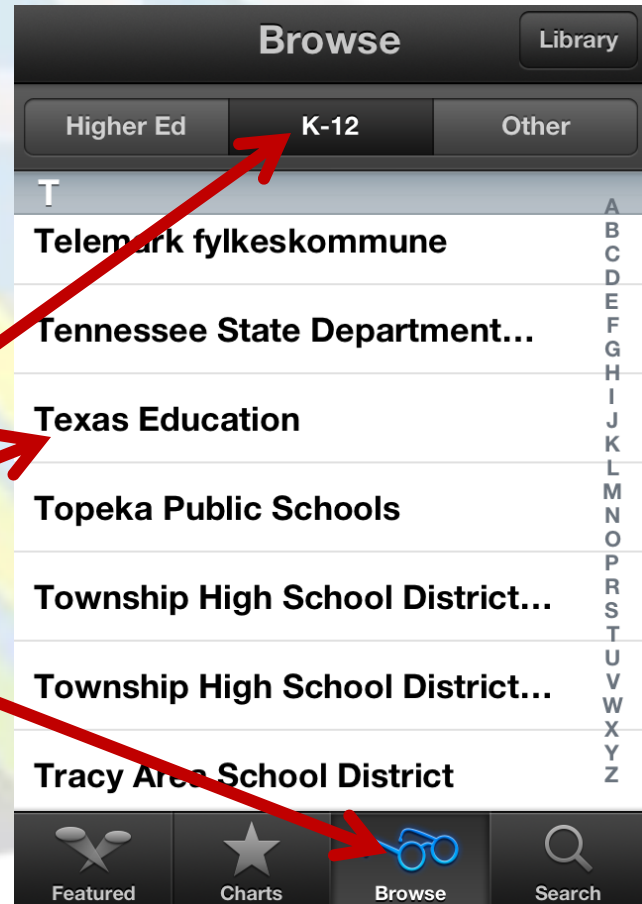 Browse
Library
Higher Ed
K-12
Other
T
Telemark fylkeskommune
Tennessee State Department...
Texas Education
Topeka Public Schools
Township High School District...
Township High School District...
Tracy Area School District
A
B
C
D
E
F
G
H
I
J
K
L
M
N
O
P
R
S
T
U
V
W
X
Y
Z
Featured
Charts
Browse
Search